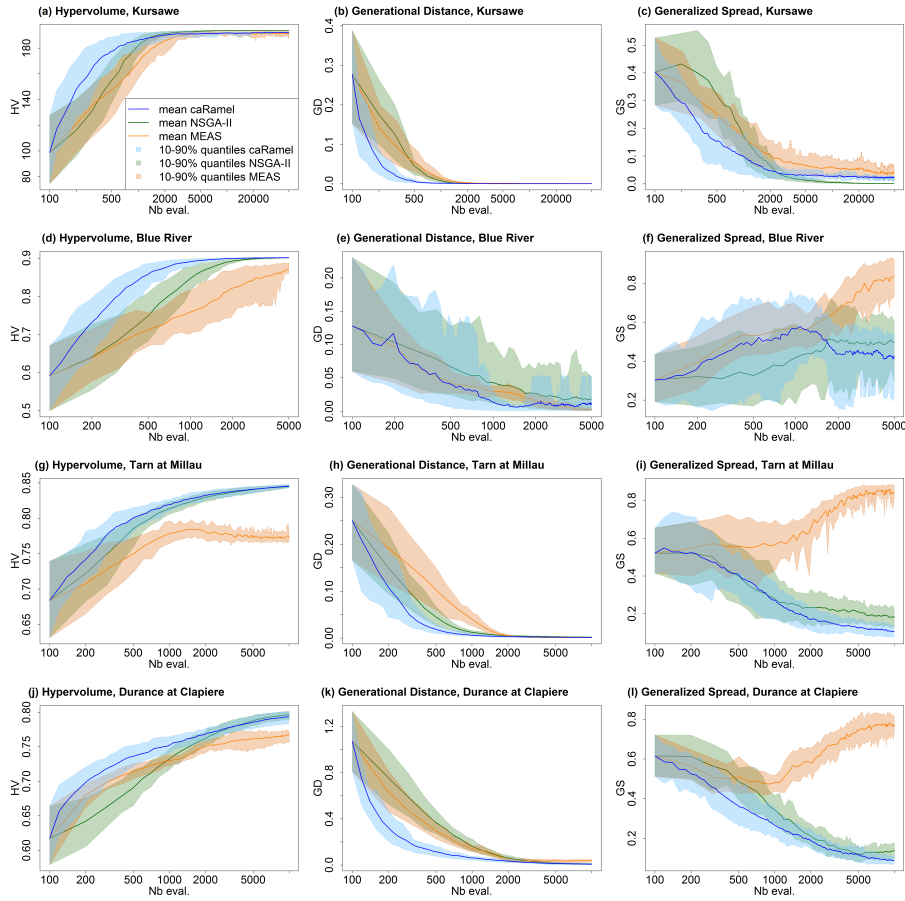 (a) Hypervolume, Kursawe
HV
80 100 140 180
100 500 5000 20000
Nb eval.
mean caRamel
mean NSGA-II
mean MEAS
10-90% quantiles caRamel
10-90% quantiles NSGA-II
10-90% quantiles MEAS
(b) Generational Distance, Kursawe
GD
0.0 0.1 0.2 0.3 0.4
100 500 5000 20000
Nb eval.
(c) Generalized Spread, Kursawe
GS
0.0 0.1 0.2 0.3 0.4 0.5
100 500 5000 20000
Nb eval.
(d) Hypervolume, Blue River
HV
0.5 0.6 0.7 0.8 0.9
100 200 500 1000 2000 5000
Nb eval.
(e) Generational Distance, Blue River
GD
0.00 0.05 0.10 0.15 0.20
100 200 500 1000 2000 5000
Nb eval.
(f) Generalized Spread, Blue River
GS
0.2 0.4 0.6 0.8
100 200 500 1000 2000 5000
Nb eval.
(g) Hypervolume, Tarn at Millau
HV
0.65 0.70 0.75 0.80 0.85
100 200 500 1000 2000 5000
Nb eval.
(h) Generational Distance, Tarn at Millau
GD
0.00 0.10 0.20 0.30
100 200 500 1000 2000 5000
Nb eval.
(i) Generalized Spread, Tarn at Millau
GS
0.2 0.4 0.6 0.8
100 200 500 1000 2000 5000
Nb eval.
(j) Hypervolume, Durance at Clapiere
HV
0.60 0.65 0.70 0.75 0.80
100 200 500 1000 2000 5000
Nb eval.
(k) Generational Distance, Durance at Clapiere
GD
0.0 0.4 0.8 1.2
100 200 500 1000 2000 5000
Nb eval.
(l) Generalized Spread, Durance at Clapiere
GS
0.2 0.4 0.6 0.8
100 200 500 1000 2000 5000
Nb eval.